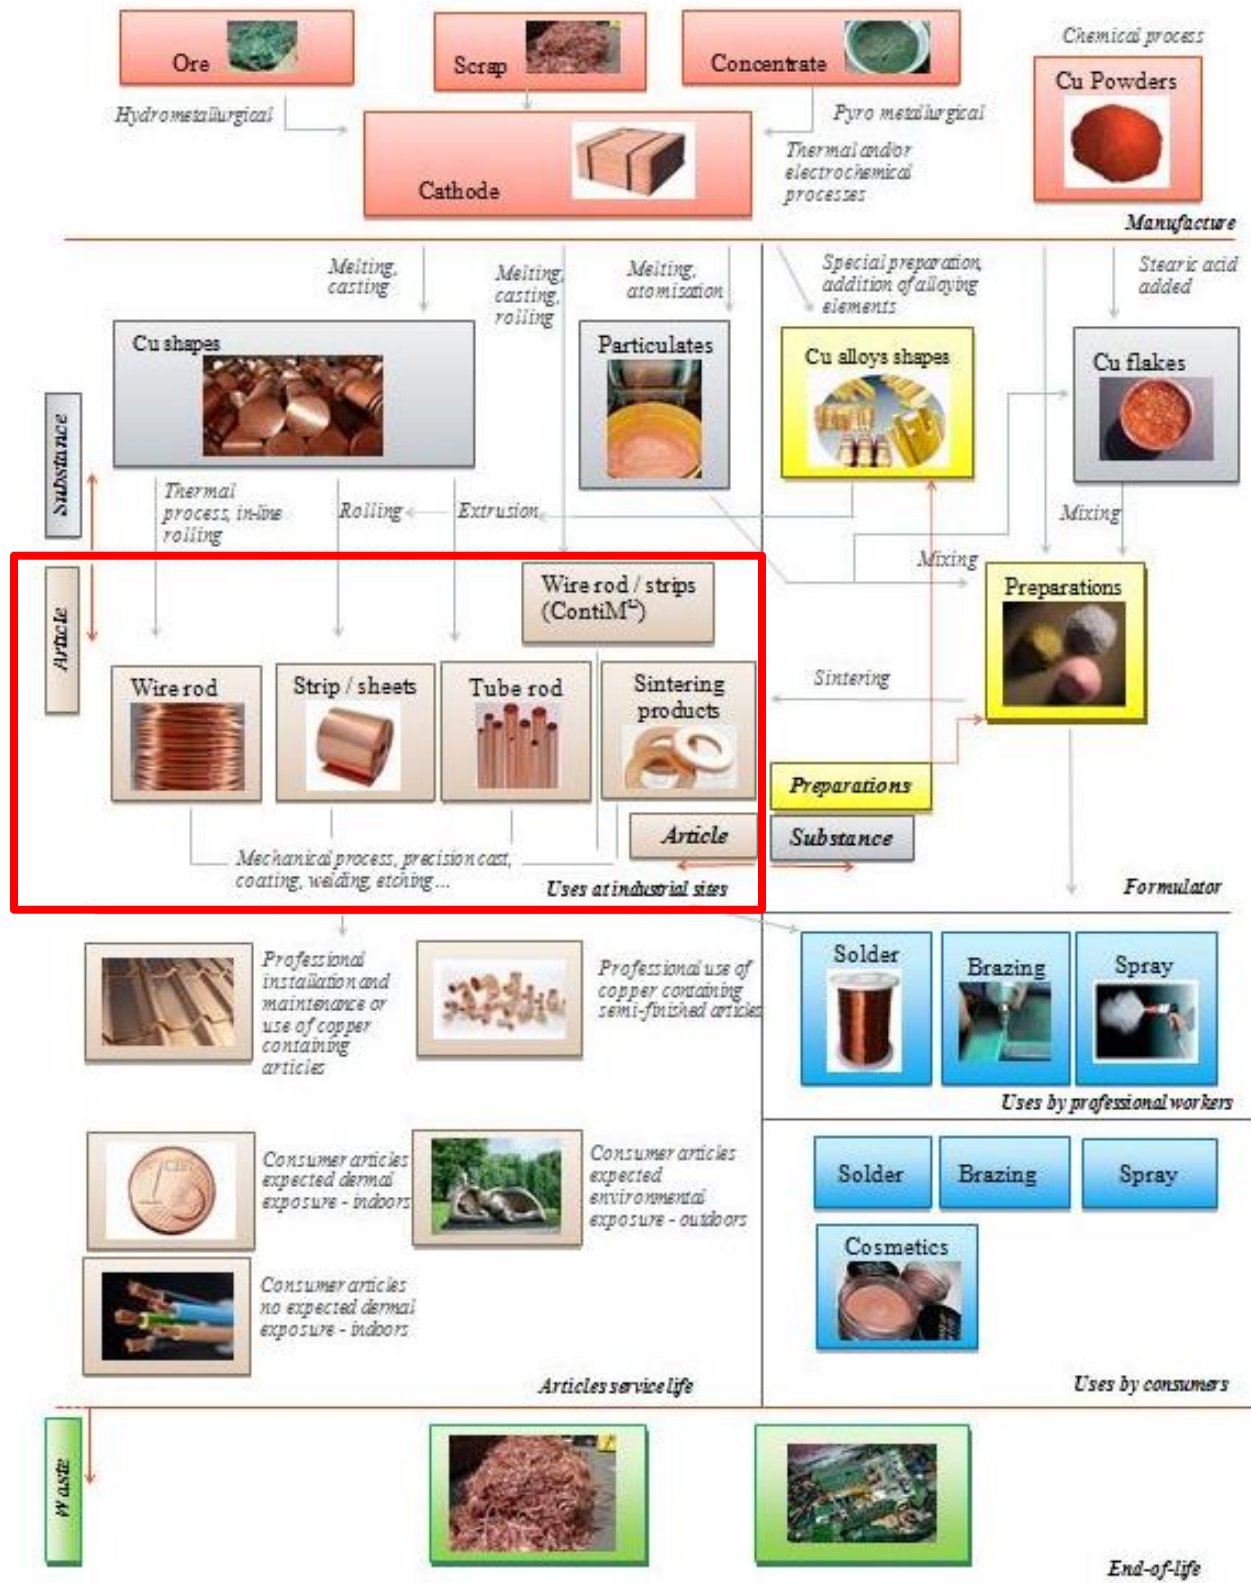 Ore
Scrap
Concentrate
Chemical process
Cu Powders
Hydrometallurgical
Pyro metallurgical
Cathode
Thermal and/or
electrochemical
processes
Manufacture
Melting,
casting
Melting,
casting,
rolling
Melting,
atomisation
Special preparation,
addition of alloying
elements
Stearic acid
added
Cu shapes
Particulates
Cu alloys shapes
Cu flakes
Substance
Thermal
process, in-line
rolling
Rolling
Extrusion
Mixing
Mixing
Article
Wire rod / strips
Preparations
Wire rod
Strip / sheets
Tube rod
Sintering
products
Sintering
Preparations
Article
Substance
Mechanical process, precision cast,
coating, welding, etching...
Uses at industrial sites
Formulator
Professional
installation and
maintenance or
use of copper
containing
articles
Professional use of
copper containing
semi-finished articles
Solder
Brazing
Spray
Uses by professional workers
Consumer articles
expected dermal
exposure - indoors
Consumer articles
expected
environmental
exposure - outdoors
Solder
Brazing
Spray
Cosmetics
Consumer articles
no expected dermal
exposure - indoors
Articles service life
Uses by consumers
Waste
End-of-life